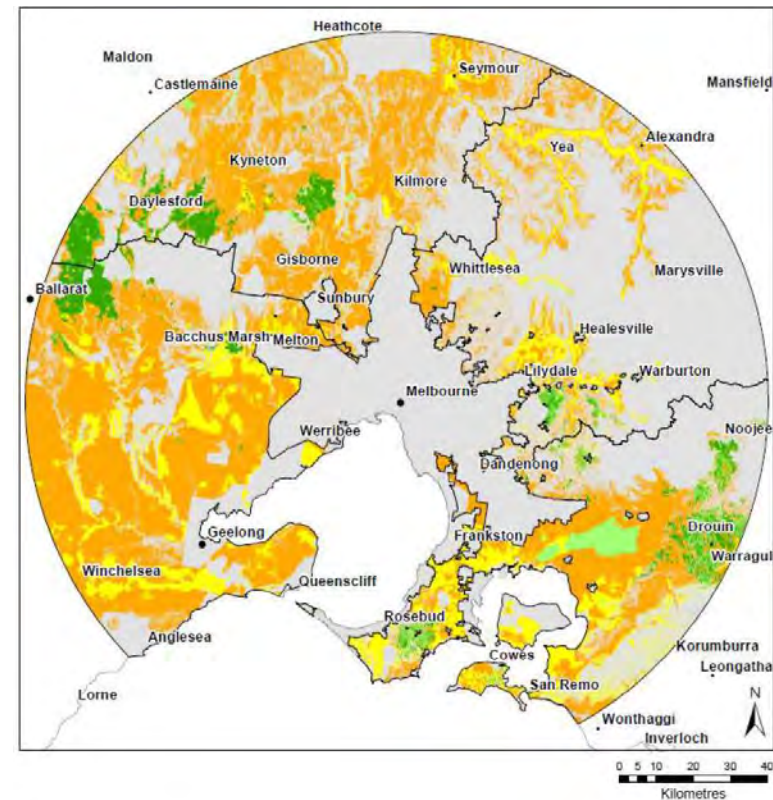 Heathcote
Maldon
Seymour
Castlemaine
Mansfield
Alexandra
Yea
Kyneton
Kilmore
Daylesford
Gisborne
Whittlesea
Marysville
Ballarat
Sunbury
Bacchus Marsh
Melton
Healesville
Lilydale
Warburton
Melbourne
Noojee
Werribee
Dandenong
Drouin
Geelong
Frankston
Warragul
Winchelsea
Queenscliff
Rosebud
Anglesea
Korumburra
Cowes
Leongatha
San Remo
Lorne
N
Wonthaggi
Inverloch
0 5 10 20 30 40
Kilometres